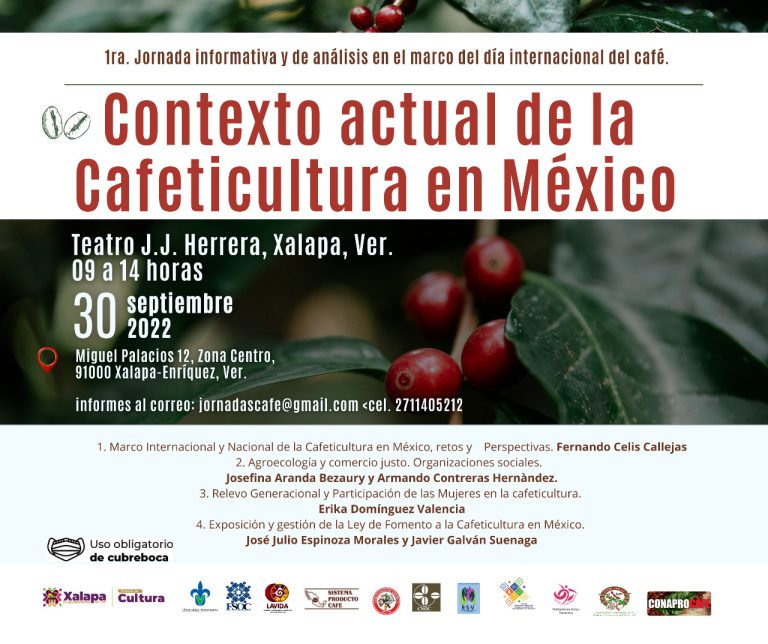 1ra. Jornada informativa y de análisis en el marco del día internacional del café.
Contexto actual de la
Cafeticultura en México
Teatro J.J. Herrera, Xalapa, Ver.
09 a 14 horas
30 septiembre
2022
Miguel Palacios 12, Zona Centro,
91000 Xalapa-Enríquez, Ver.
informes al correo: jornadascafe@gmail.com <cel. 2711405212
1. Marco Internacional y Nacional de la Cafeticultura en México, retos y Perspectivas. Fernando Celis Callejas
2. Agroecología y comercio justo. Organizaciones sociales.
Josefina Aranda Bezaury y Armando Contreras Hernàndez.
3. Relevo Generacional y Participación de las Mujeres en la cafeticultura.
Erika Domínguez Valencia
4. Exposición y gestión de la Ley de Fomento a la Cafeticultura en México.
José Julio Espinoza Morales y Javier Galván Suenaga
Uso obligatorio
de cubreboca
Xalapa
Cultura
Universidad Veracruzana
FSOC
LAVIDA
SISTEMA
PRODUCTO
CAFE
CNOC
CONAPROCAFE